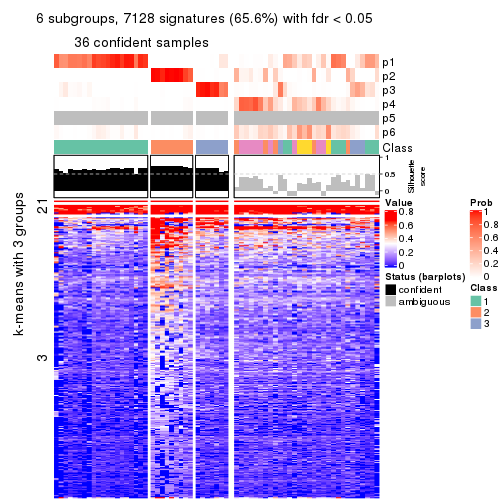 6 subgroups, 7128 signatures (65.6%) with fdr < 0.05
36 confident samples
p1
p2
p3
p4
p5
p6
Class
1
0.5
0
Silhouette
score
k-means with 3 groups
21
3
Value
0.8
0.6
0.4
0.2
0
Status (barplots)
confident
ambiguous
Prob
1
0.8
0.6
0.4
0.2
0
Class
1
2
3